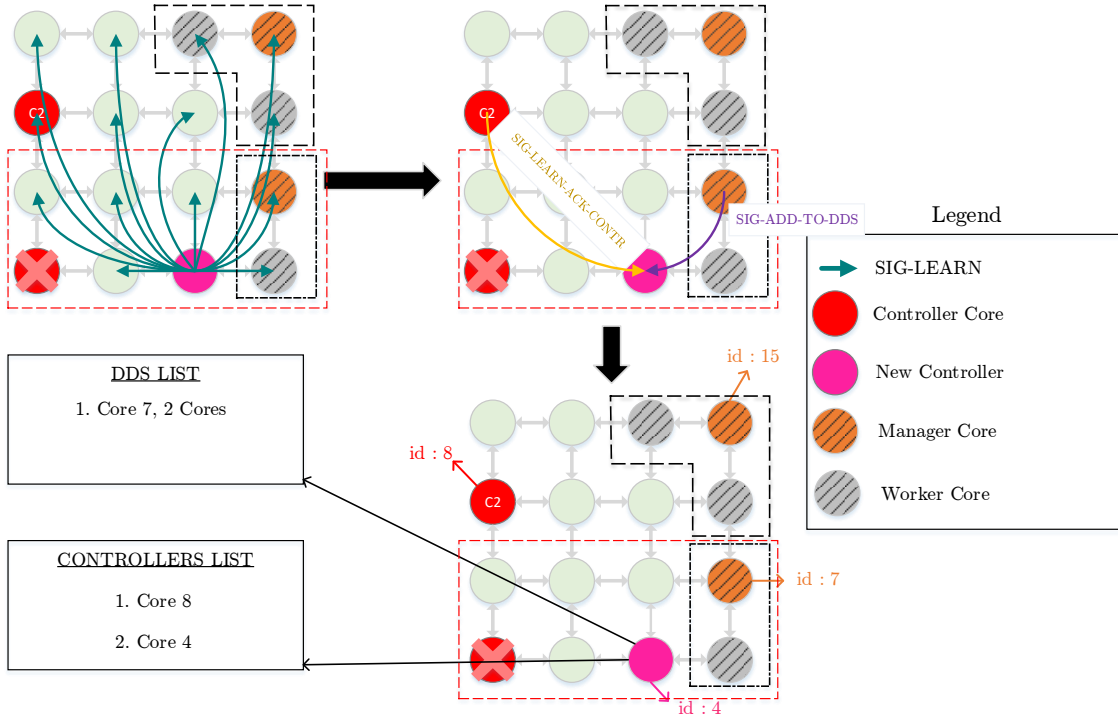 C2
C2
SIG-LEARN-ACK-CONTR
SIG-ADD-TO-DDS
Legend
SIG-LEARN
Controller Core
New Controller
Manager Core
Worker Core
DDS LIST
1. Core 7, 2 Cores
CONTROLLERS LIST
1. Core 8
2. Core 4
id : 15
id : 8
C2
id : 7
id : 4